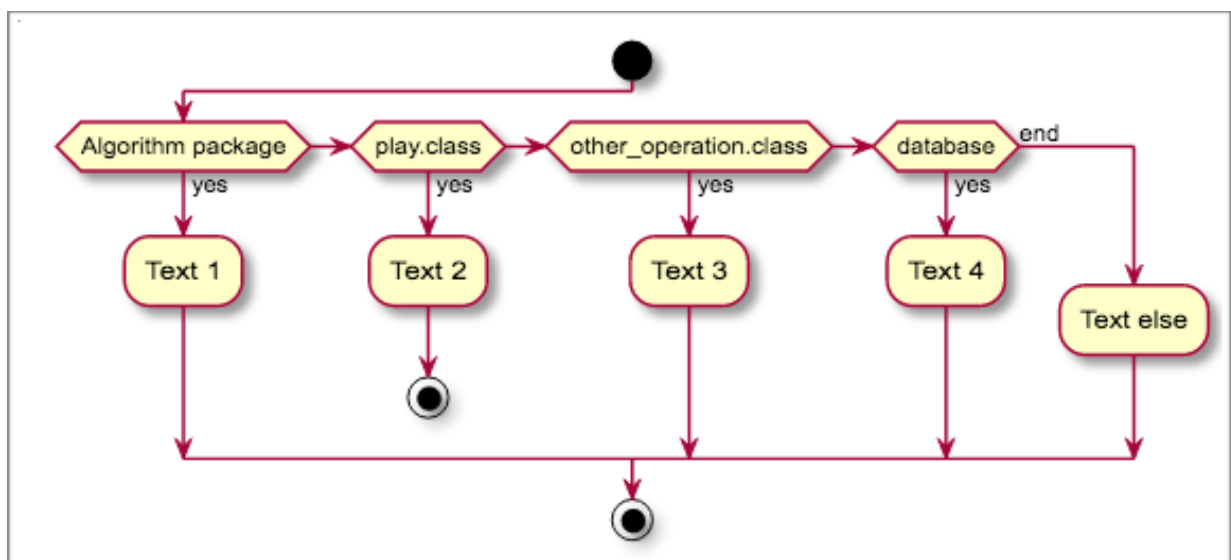 Algorithm package
play.class
other_operation.class
database
end
yes
yes
yes
yes
Text 1
Text 2
Text 3
Text 4
Text else